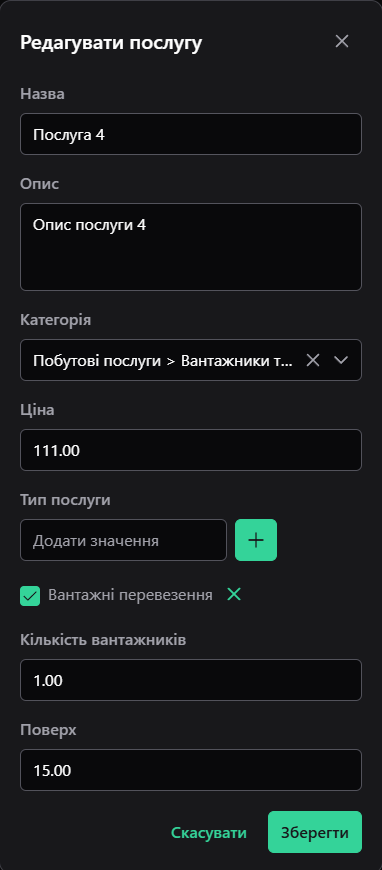 Редагувати послугу
Назва
Послуга 4
Опис
Опис послуги 4
Категорія
Побутові послуги > Вантажники т...
Ціна
111.00
Тип послуги
Додати значення
Вантажні перевезення
Кількість вантажників
1.00
Поверх
15.00
Скасувати Зберегти